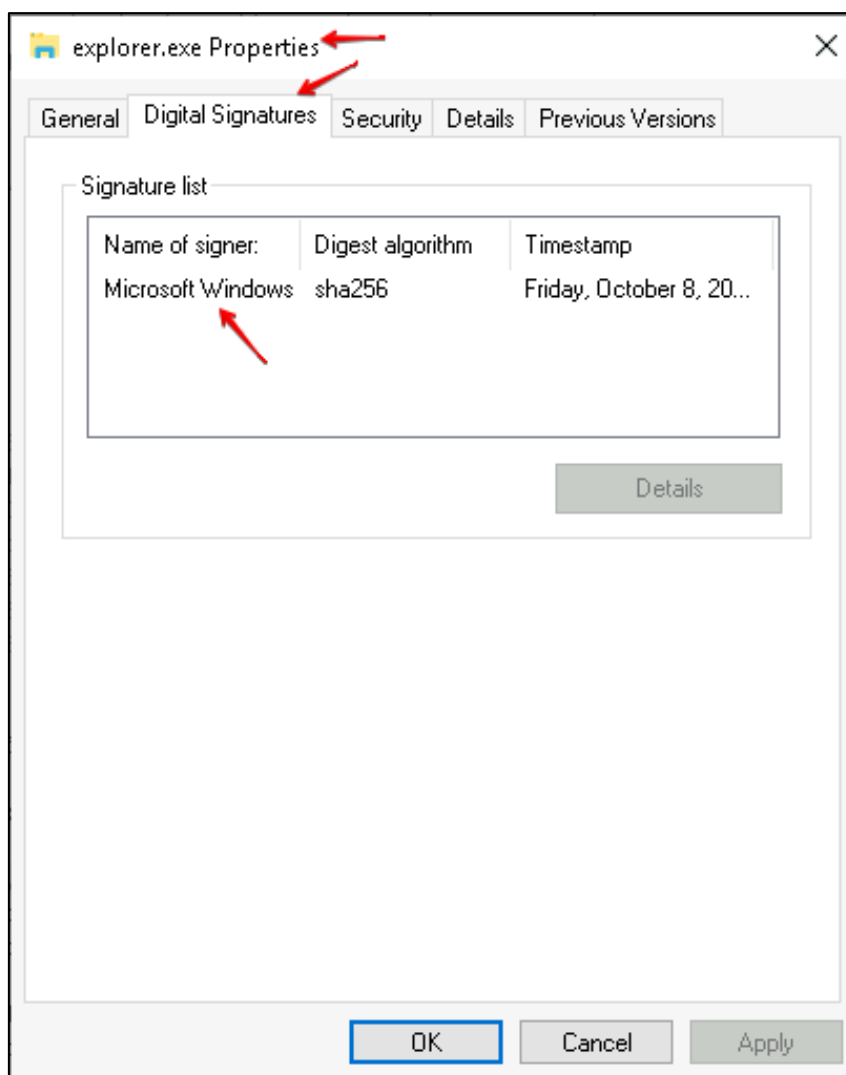 explorer.exe Properties
General Digital Signatures Security Details Previous Versions
Signature list
Name of signer: Digest algorithm Timestamp
Microsoft Windows sha256 Friday, October 8, 20...
Details
OK Cancel Apply